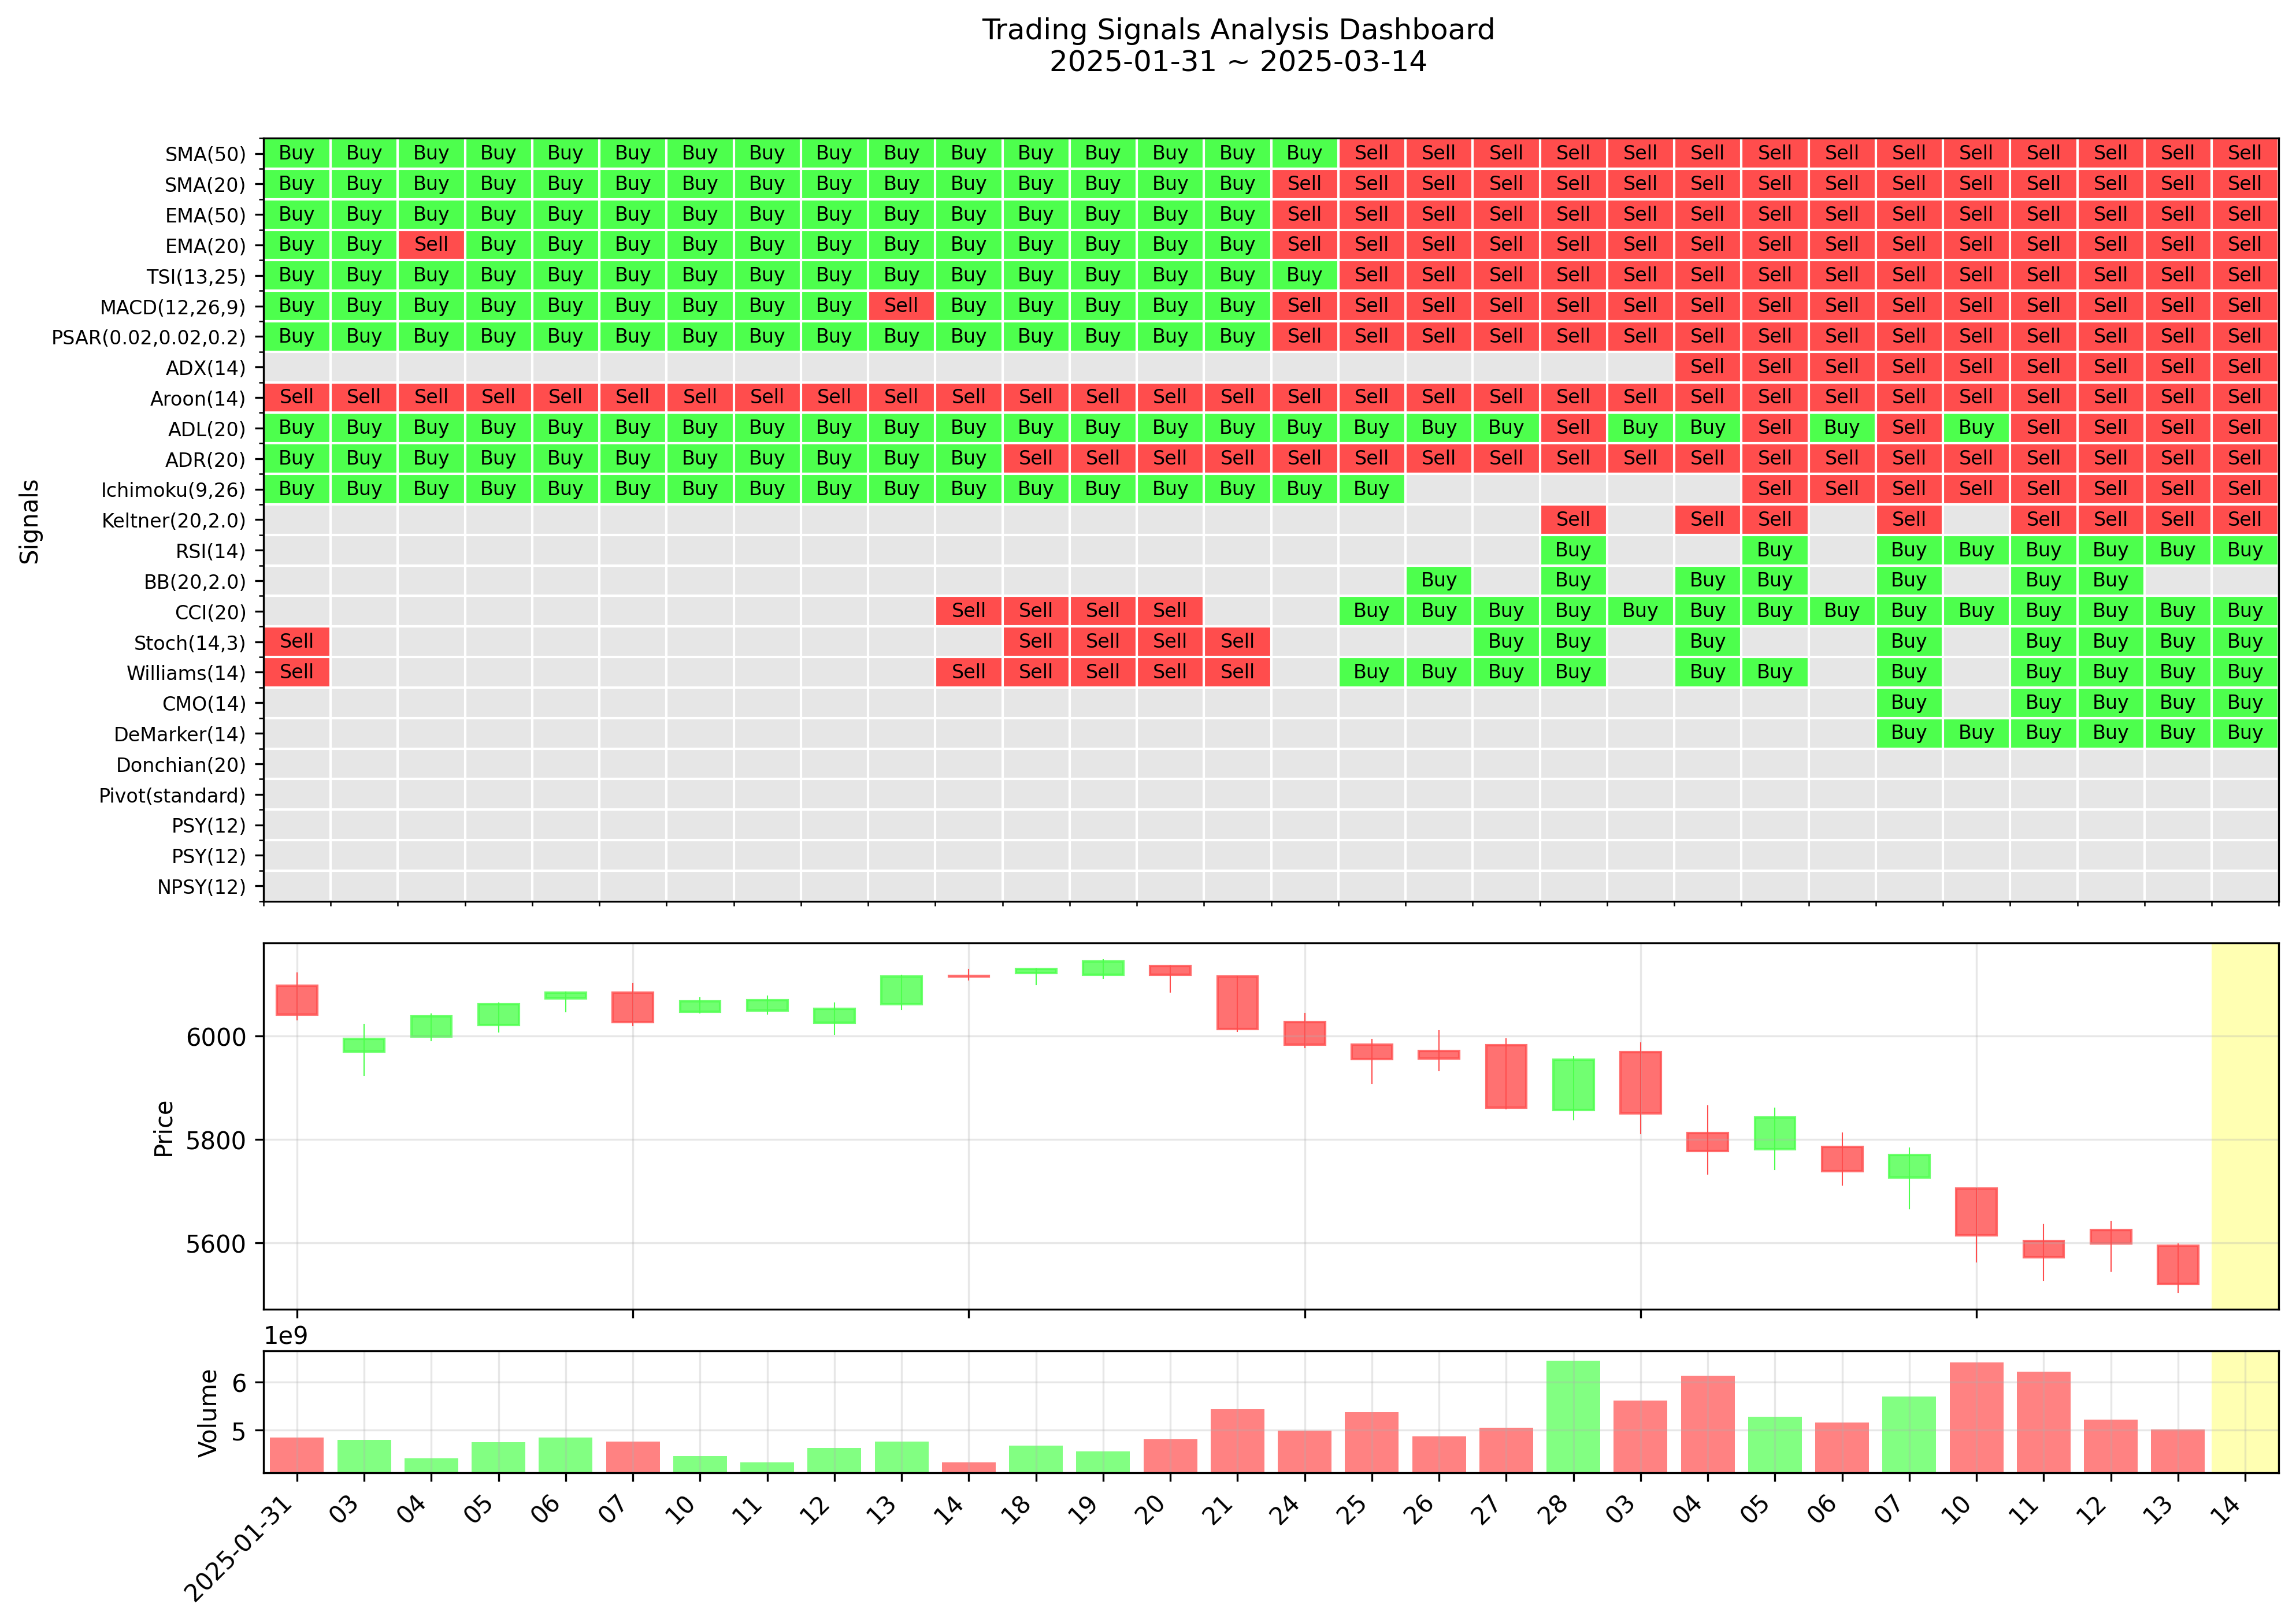 Trading Signals Analysis Dashboard
2025-01-31 ~ 2025-03-14
Signals
SMA(50) Buy Buy Buy Buy Buy Buy Buy Buy Buy Buy Buy Buy Buy Buy Buy Buy Sell Sell Sell Sell Sell Sell Sell Sell Sell Sell Sell Sell Sell Sell
SMA(20) Buy Buy Buy Buy Buy Buy Buy Buy Buy Buy Buy Buy Buy Buy Buy Sell Sell Sell Sell Sell Sell Sell Sell Sell Sell Sell Sell Sell Sell Sell
EMA(50) Buy Buy Buy Buy Buy Buy Buy Buy Buy Buy Buy Buy Buy Buy Buy Sell Sell Sell Sell Sell Sell Sell Sell Sell Sell Sell Sell Sell Sell Sell
EMA(20) Buy Buy Sell Buy Buy Buy Buy Buy Buy Buy Buy Buy Buy Buy Buy Sell Sell Sell Sell Sell Sell Sell Sell Sell Sell Sell Sell Sell Sell Sell
TSI(13,25) Buy Buy Buy Buy Buy Buy Buy Buy Buy Buy Buy Buy Buy Buy Buy Buy Sell Sell Sell Sell Sell Sell Sell Sell Sell Sell Sell Sell Sell Sell
MACD(12,26,9) Buy Buy Buy Buy Buy Buy Buy Buy Buy Sell Buy Buy Buy Buy Buy Sell Sell Sell Sell Sell Sell Sell Sell Sell Sell Sell Sell Sell Sell Sell
PSAR(0.02,0.02,0.2) Buy Buy Buy Buy Buy Buy Buy Buy Buy Buy Buy Buy Buy Buy Buy Sell Sell Sell Sell Sell Sell Sell Sell Sell Sell Sell Sell Sell Sell Sell
ADX(14) Sell Sell Sell Sell Sell Sell Sell Sell Sell
Aroon(14) Sell Sell Sell Sell Sell Sell Sell Sell Sell Sell Sell Sell Sell Sell Sell Sell Sell Sell Sell Sell Sell Sell Sell Sell Sell Sell Sell Sell Sell Sell
ADL(20) Buy Buy Buy Buy Buy Buy Buy Buy Buy Buy Buy Buy Buy Buy Buy Buy Buy Buy Buy Sell Buy Buy Sell Buy Sell Buy Sell Sell Sell Sell
ADR(20) Buy Buy Buy Buy Buy Buy Buy Buy Buy Buy Buy Sell Sell Sell Sell Sell Sell Sell Sell Sell Sell Sell Sell Sell Sell Sell Sell Sell Sell Sell
Ichimoku(9,26) Buy Buy Buy Buy Buy Buy Buy Buy Buy Buy Buy Buy Buy Buy Buy Buy Buy Sell Sell Sell Sell Sell Sell Sell Sell
Keltner(20,2.0) Sell Sell Sell Sell Sell Sell Sell Sell
RSI(14) Buy Buy Buy Buy Buy Buy Buy Buy
BB(20,2.0) Buy Buy Buy Buy Buy Buy Buy
CCI(20) Sell Sell Sell Sell Buy Buy Buy Buy Buy Buy Buy Buy Buy Buy Buy Buy Buy Buy
Stoch(14,3) Sell Sell Sell Sell Sell Buy Buy Buy Buy Buy Buy Buy Buy
Williams(14) Sell Sell Sell Sell Sell Sell Buy Buy Buy Buy Buy Buy Buy Buy Buy Buy Buy
CMO(14) Buy Buy Buy Buy Buy
DeMarker(14) Buy Buy Buy Buy Buy Buy
Donchian(20)
Pivot(standard)
PSY(12)
PSY(12)
NPSY(12)
Price
6000
5800
5600
1e9
Volume
6
5
2025-01-31 03 04 05 06 07 10 11 12 13 14 18 19 20 21 24 25 26 27 28 03 04 05 06 07 10 11 12 13 14